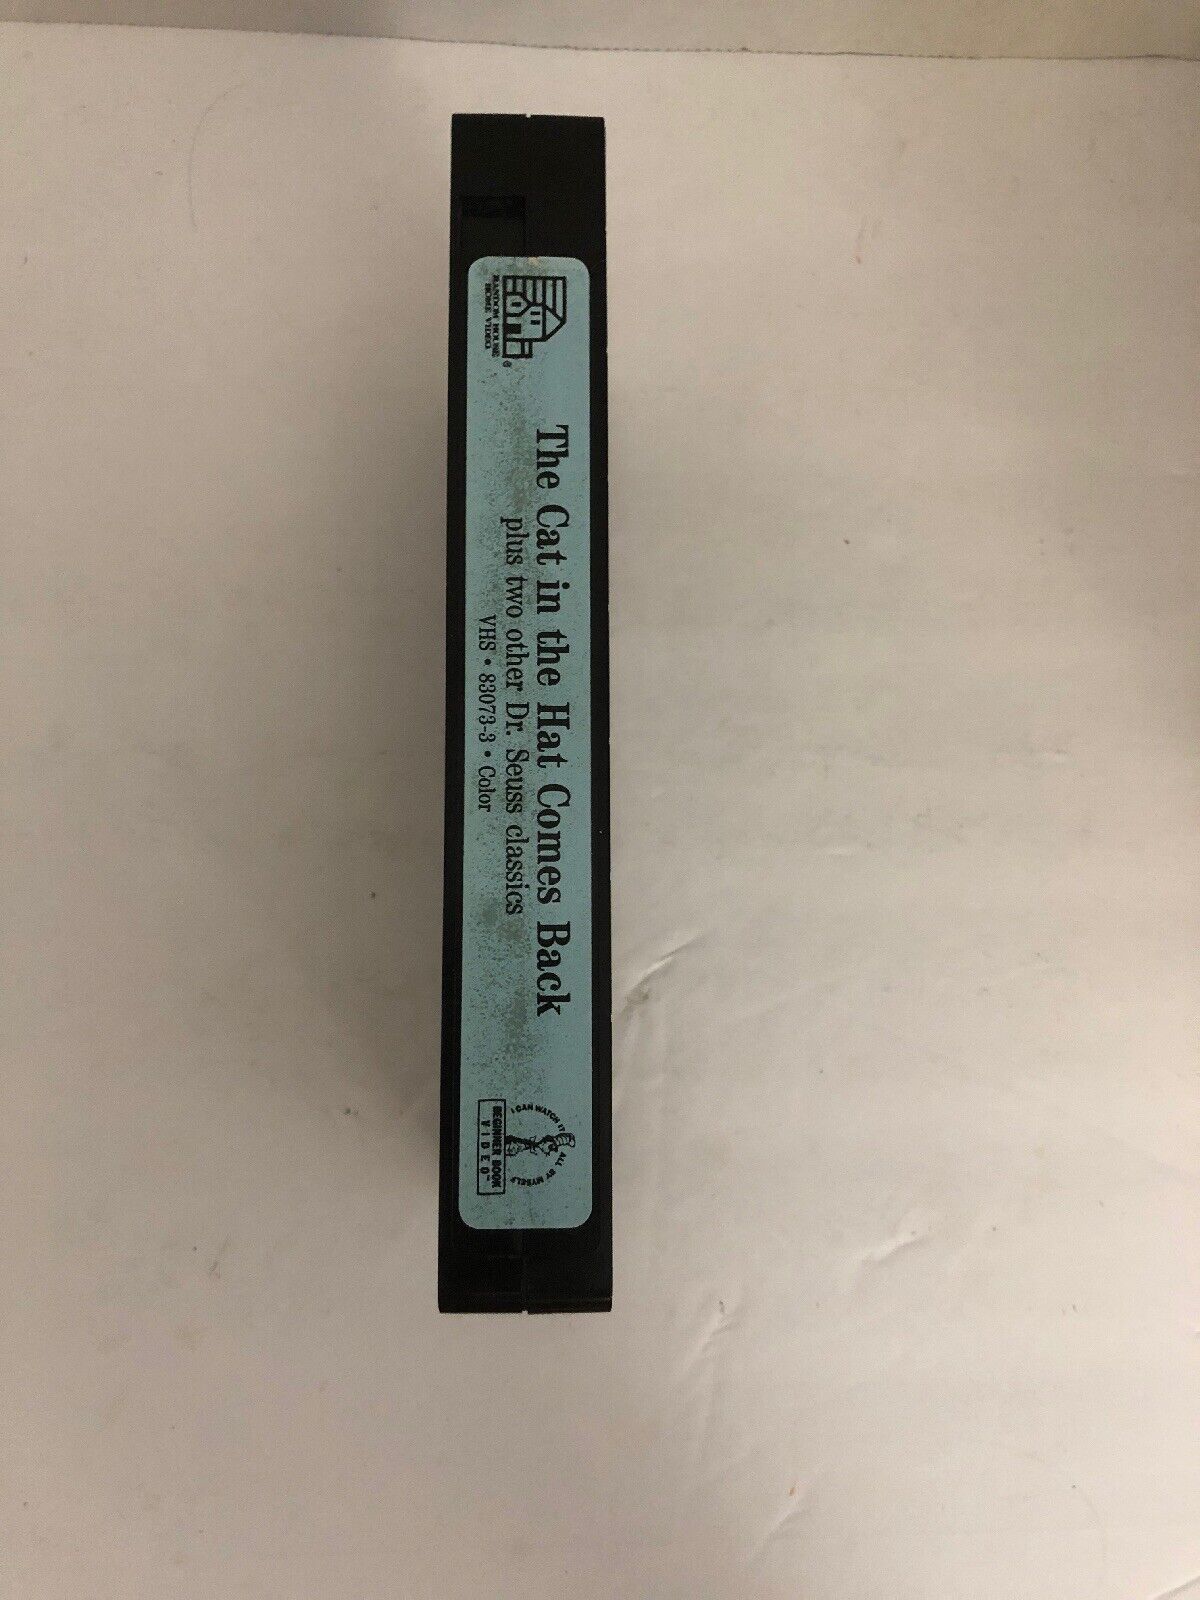 RANDOM HOUSE
HOME VIDEO
®
The Cat in the Hat Comes Back
plus two other Dr. Seuss classics
VHS • 83073-3 • Color
I CAN WATCH IT ALL BY MYSELF
BEGINNER BOOK
VIDEO™